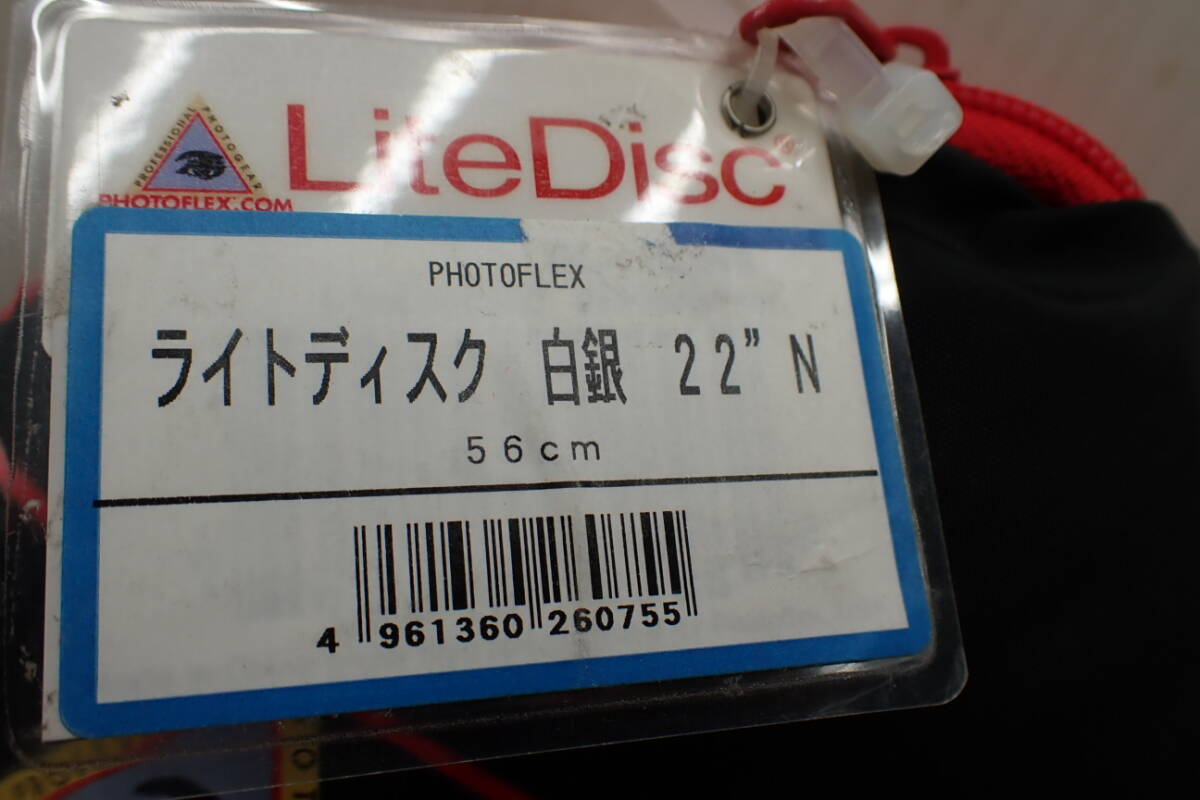 PROFESSIONAL PHOTOGEAR
PHOTOFLEX.COM
LiteDisc®
PHOTOFLEX
ライトディスク 白銀 22” N
56cm
4 961360 260755